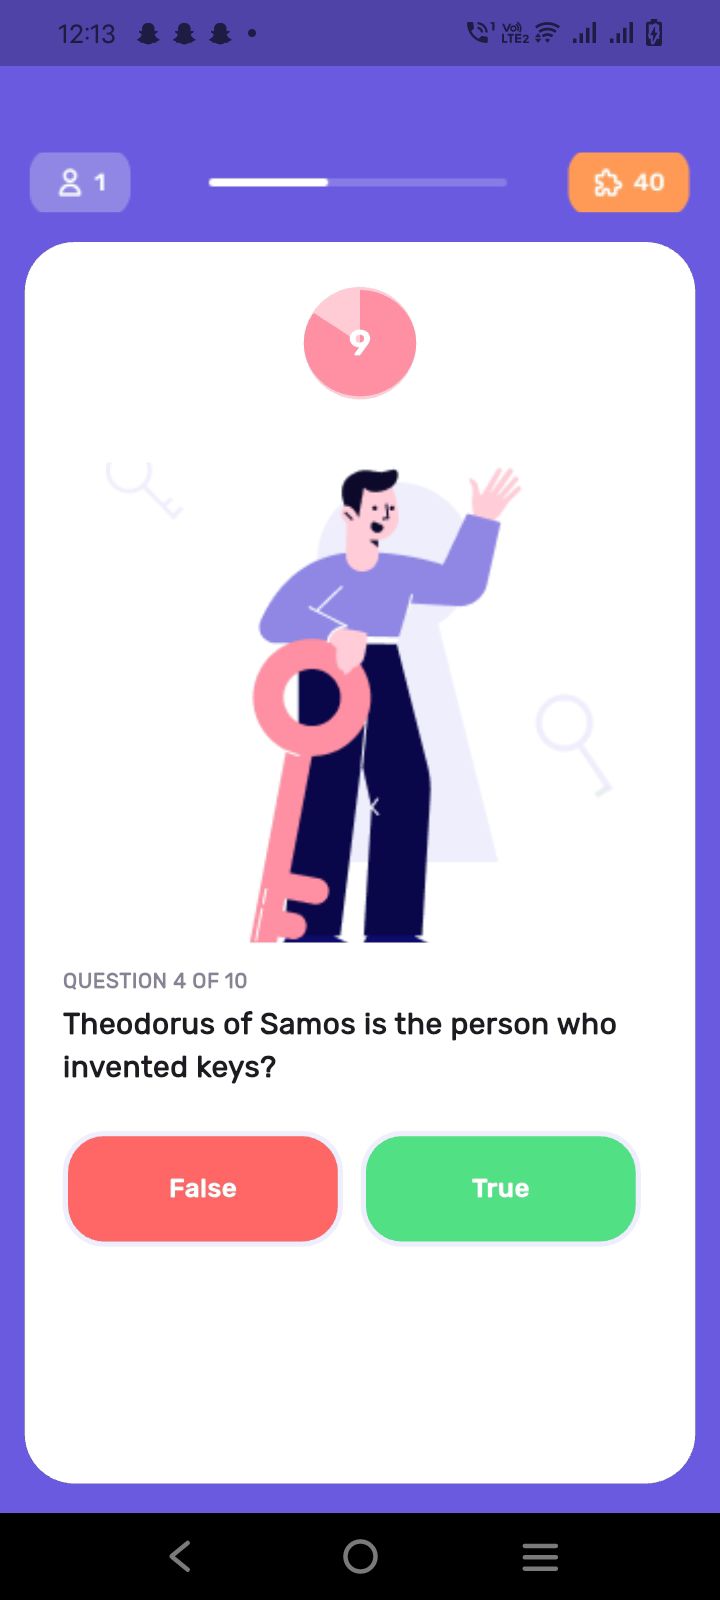 12:13
1 Vo) LTE2
1
40
9
QUESTION 4 OF 10
Theodorus of Samos is the person who
invented keys?
False True